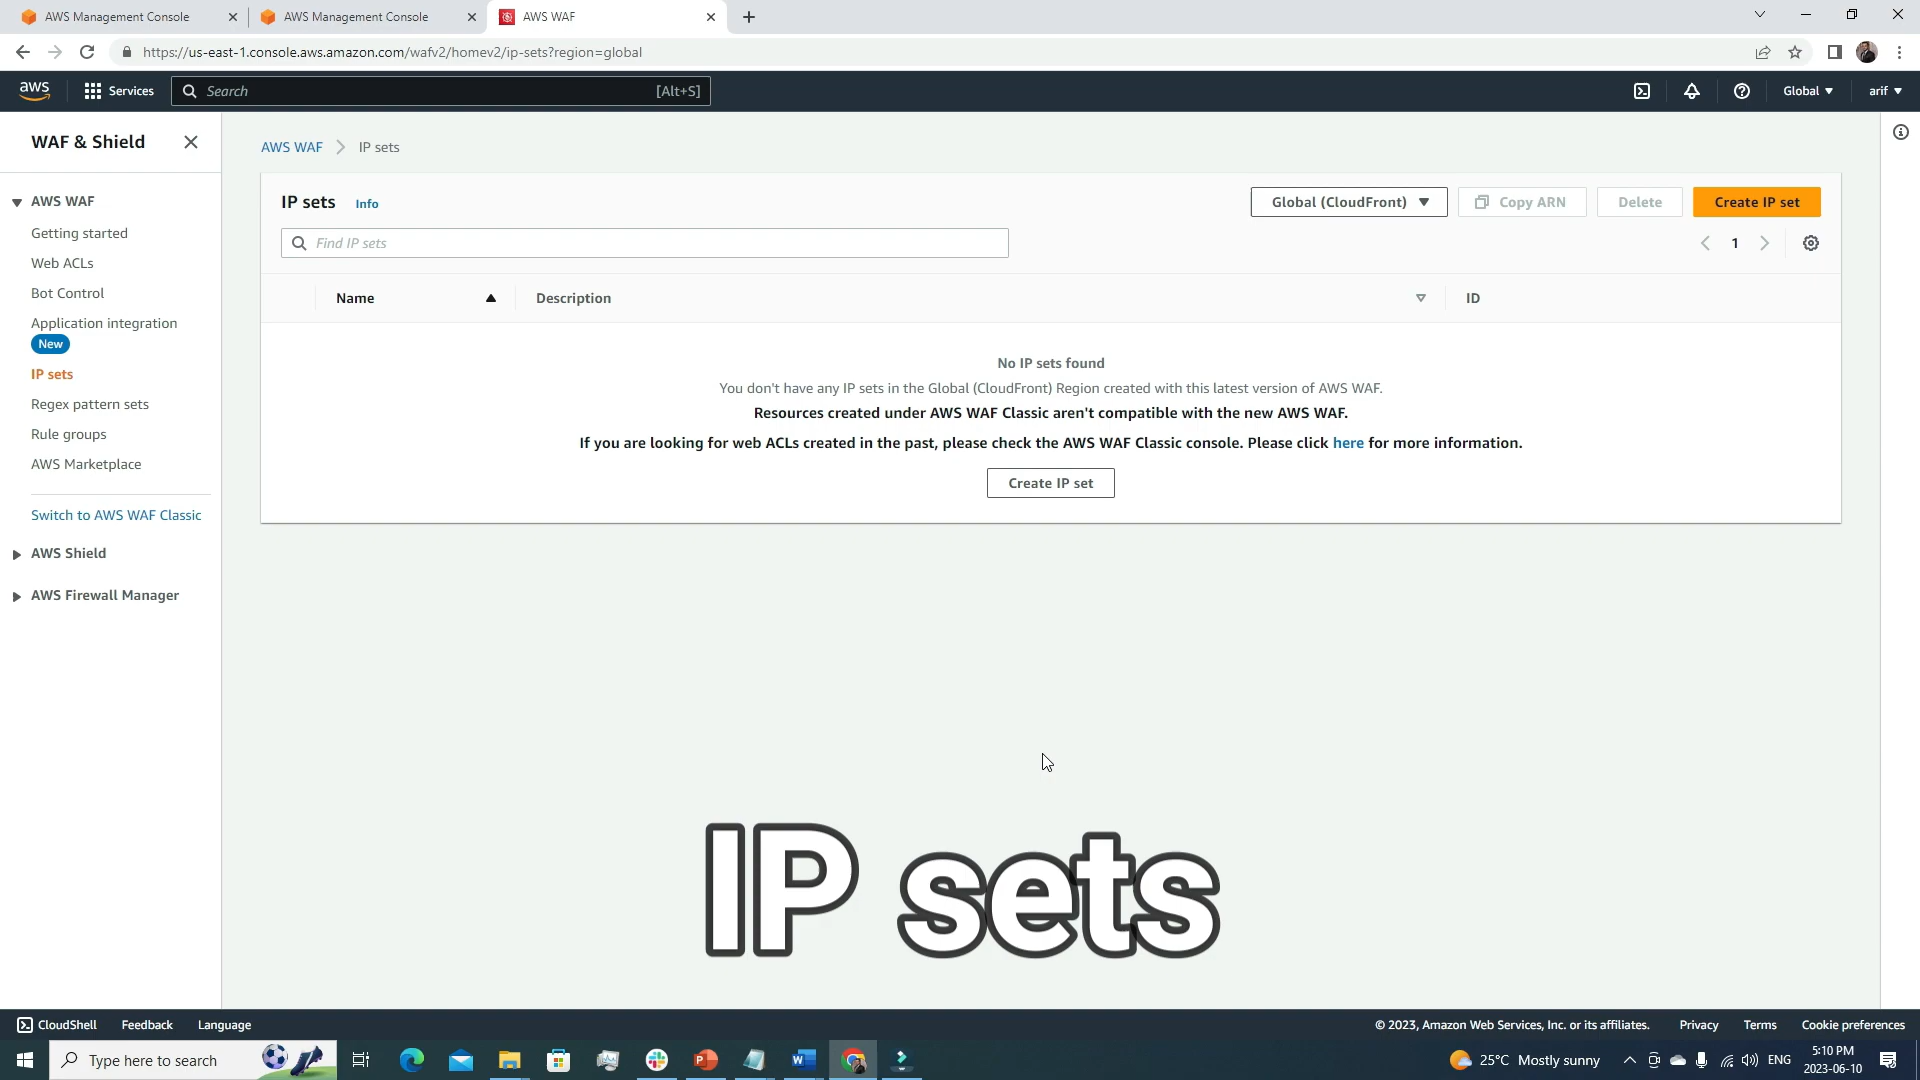 AWS Management Console
AWS Management Console
AWS WAF
https://us-east-1.console.aws.amazon.com/wafv2/homev2/ip-sets?region=global
aws
Services
Search
[Alt+S]
Global
arif
WAF & Shield
AWS WAF
Getting started
Web ACLs
Bot Control
Application integration
New
IP sets
Regex pattern sets
Rule groups
AWS Marketplace
Switch to AWS WAF Classic
AWS Shield
AWS Firewall Manager
AWS WAF > IP sets
IP sets Info
Global (CloudFront)
Copy ARN
Delete
Create IP set
Find IP sets
1
Name
Description
ID
No IP sets found
You don't have any IP sets in the Global (CloudFront) Region created with this latest version of AWS WAF.
Resources created under AWS WAF Classic aren't compatible with the new AWS WAF.
If you are looking for web ACLs created in the past, please check the AWS WAF Classic console. Please click here for more information.
Create IP set
IP sets
CloudShell
Feedback
Language
© 2023, Amazon Web Services, Inc. or its affiliates.
Privacy
Terms
Cookie preferences
Type here to search
25°C Mostly sunny
ENG
5:10 PM
2023-06-10